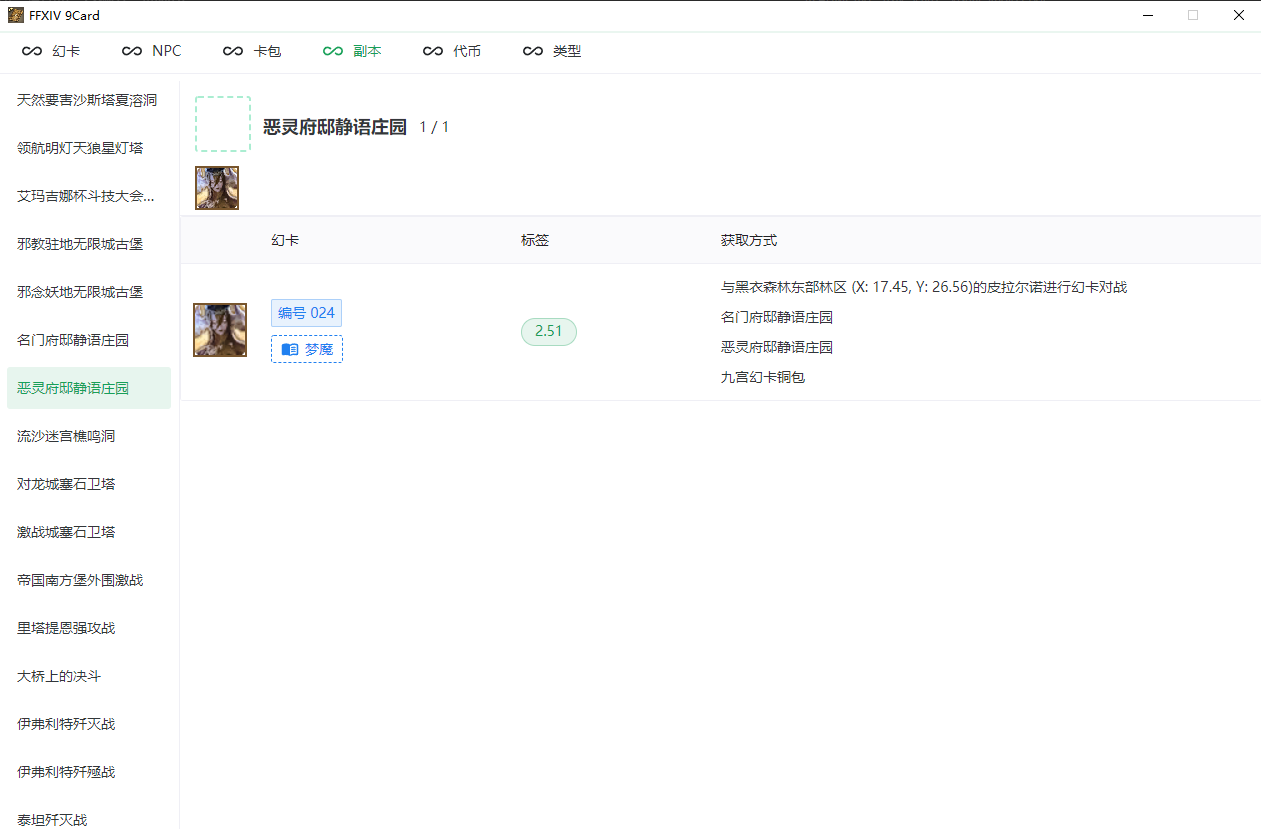 FFXIV 9Card
幻卡
NPC
卡包
副本
代币
类型
天然要害沙斯塔夏溶洞
领航明灯天狼星灯塔
艾玛吉娜杯斗技大会...
邪教驻地无限城古堡
邪念妖地无限城古堡
名门府邸静语庄园
恶灵府邸静语庄园
流沙迷宫樵鸣洞
对龙城塞石卫塔
激战城塞石卫塔
帝国南方堡外围激战
里塔提恩强攻战
大桥上的决斗
伊弗利特歼灭战
伊弗利特歼殛战
泰坦歼灭战
恶灵府邸静语庄园 1 / 1
幻卡 标签 获取方式
编号 024
梦魔
2.51
与黑衣森林东部林区 (X: 17.45, Y: 26.56)的皮拉尔诺进行幻卡对战
名门府邸静语庄园
恶灵府邸静语庄园
九宫幻卡铜包